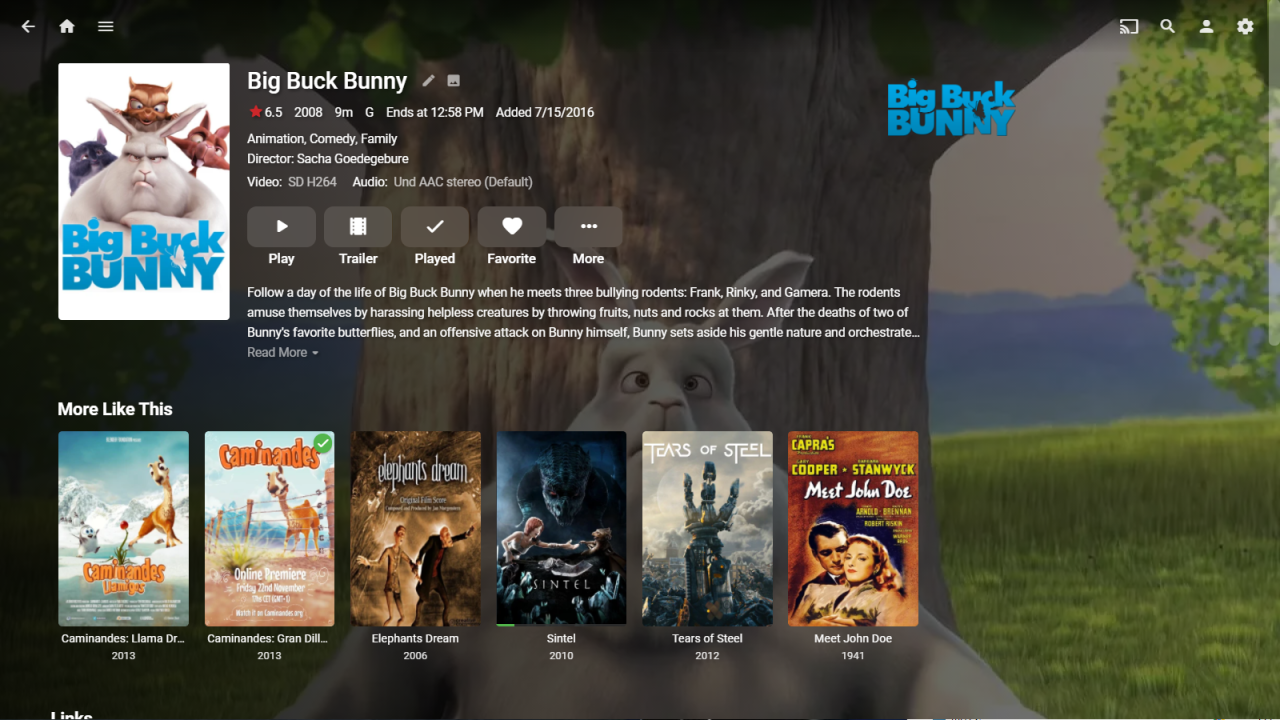 Big Buck Bunny
Big Buck
BUNNY
6.5 2008 9m G Ends at 12:58 PM Added 7/15/2016
Animation, Comedy, Family
Director: Sacha Goedegebure
Video: SD H264 Audio: Und AAC stereo (Default)
Big Buck
BUNNY
Play Trailer Played Favorite More
Follow a day of the life of Big Buck Bunny when he meets three bullying rodents: Frank, Rinky, and Gamera. The rodents
amuse themselves by harassing helpless creatures by throwing fruits, nuts and rocks at them. After the deaths of two of
Bunny's favorite butterflies, and an offensive attack on Bunny himself, Bunny sets aside his gentle nature and orchestrate...
Read More
More Like This
Caminandes
Llamigos
Caminandes
Online Premiere
Friday 22nd November
Watch it on Caminandes.org
elephants dream
Original Film Score
SINTEL
TEARS OF STEEL
CAPRA'S
COOPER STANWYCK
Meet John Doe
ARNOLD BRENNAN
ROBERT RISKIN
Caminandes: Llama Dr... Caminandes: Gran Dill... Elephants Dream Sintel Tears of Steel Meet John Doe
2013 2013 2006 2010 2012 1941
Links